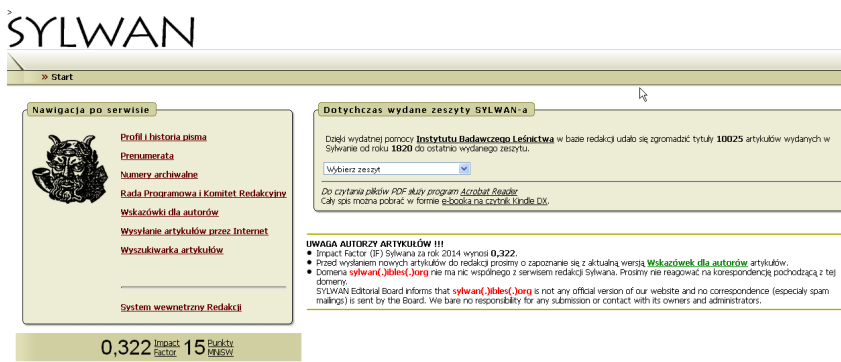 >
SYLWAN
» Start
Nawigacja po serwisie
Profil i historia pisma
Prenumerata
Numery archiwalne
Rada Programowa i Komitet Redakcyjny
Wskazówki dla autorów
Wysyłanie artykułów przez Internet
Wyszukiwarka artykułów
System wewnetrzny Redakcji
0,322 Impact Factor 15 Punkty MNiSW
Dotychczas wydane zeszyty SYLWAN-a
Dzięki wydatnej pomocy Instytutu Badawczego Leśnictwa w bazie redakcji udało się zgromadzić tytuły 10025 artykułów wydanych w
Sylwanie od roku 1820 do ostatnio wydanego zeszytu.
Wybierz zeszyt
Do czytania plików PDF służy program Acrobat Reader
Cały spis można pobrać w formie e-booka na czytnik Kindle DX.
UWAGA AUTORZY ARTYKUŁÓW !!!
● Impact Factor (IF) Sylwana za rok 2014 wynosi 0,322.
● Przed wysłaniem nowych artykułów do redakcji prosimy o zapoznanie się z aktualną wersją Wskazówek dla autorów artykułów.
● Domena sylwan(.)ibles(.)org nie ma nic wspólnego z serwisem redakcji Sylwana. Prosimy nie reagować na korespondencję pochodzącą z tej
domeny.
SYLWAN Editorial Board informs that sylwan(.)ibles(.)org is not any official version of our website and no correspondence (especialy spam
mailings) is sent by the Board. We bare no responsibility for any submission or contact with its owners and administrators.